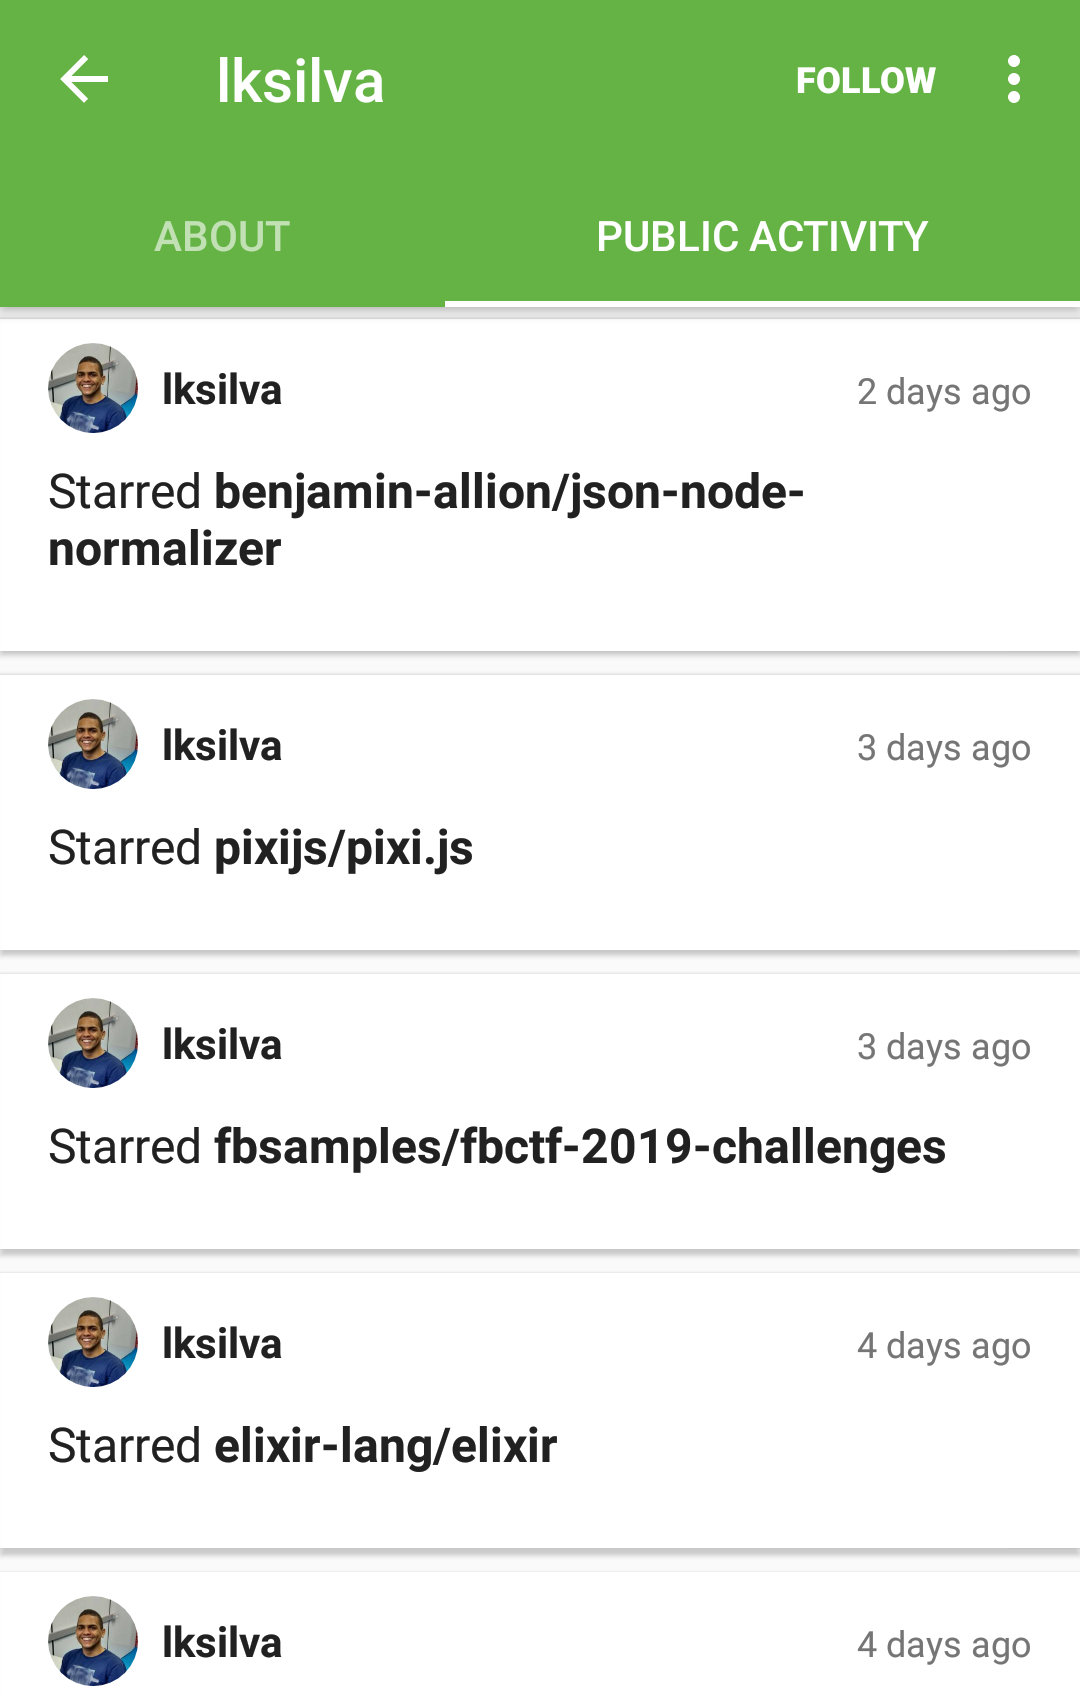 lksilva
FOLLOW
ABOUT
PUBLIC ACTIVITY
lksilva
2 days ago
Starred benjamin-allion/json-node-
normalizer
lksilva
3 days ago
Starred pixijs/pixi.js
lksilva
3 days ago
Starred fbsamples/fbctf-2019-challenges
lksilva
4 days ago
Starred elixir-lang/elixir
lksilva
4 days ago